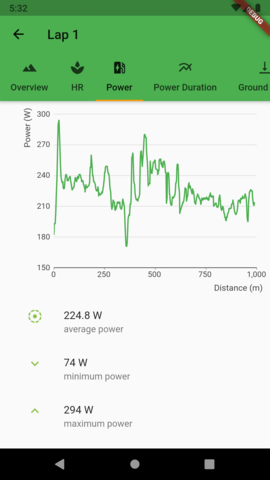 5:32
DEBUG
Lap 1
Overview HR Power Power Duration Ground
Power (W)
300
270
240
210
180
150
0 250 500 750 1,000
Distance (m)
224.8 W
average power
74 W
minimum power
294 W
maximum power